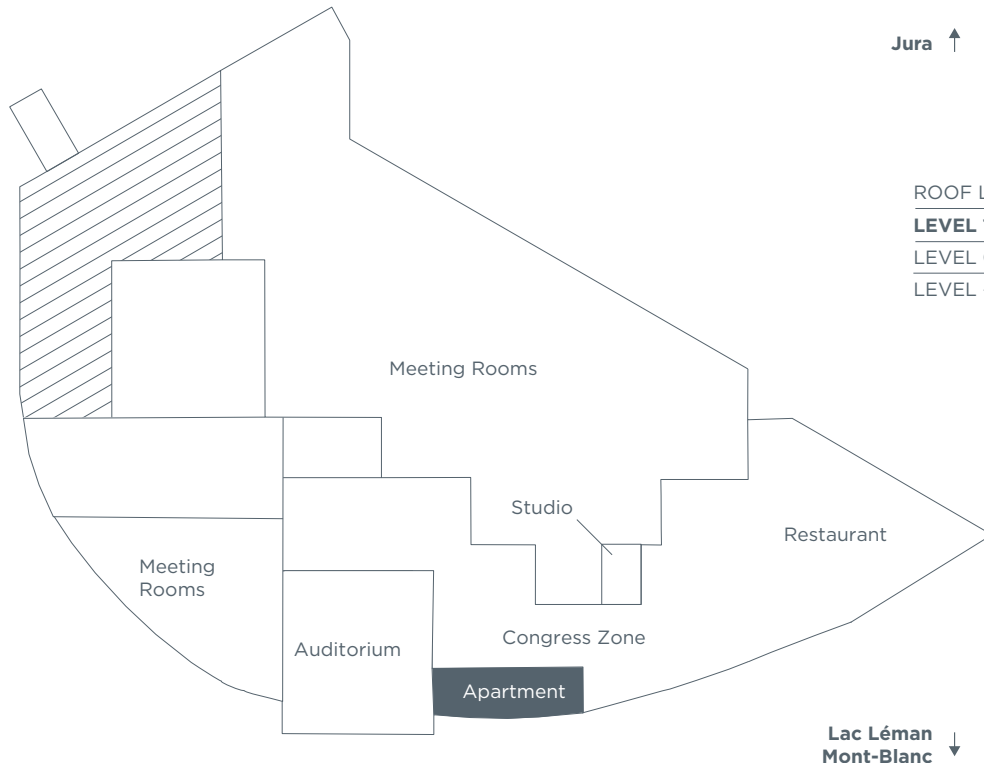 Jura
ROOF
LEVEL
LEVEL
LEVEL
Meeting Rooms
Studio
Restaurant
Meeting
Rooms
Congress Zone
Auditorium
Apartment
Lac Léman
Mont-Blanc